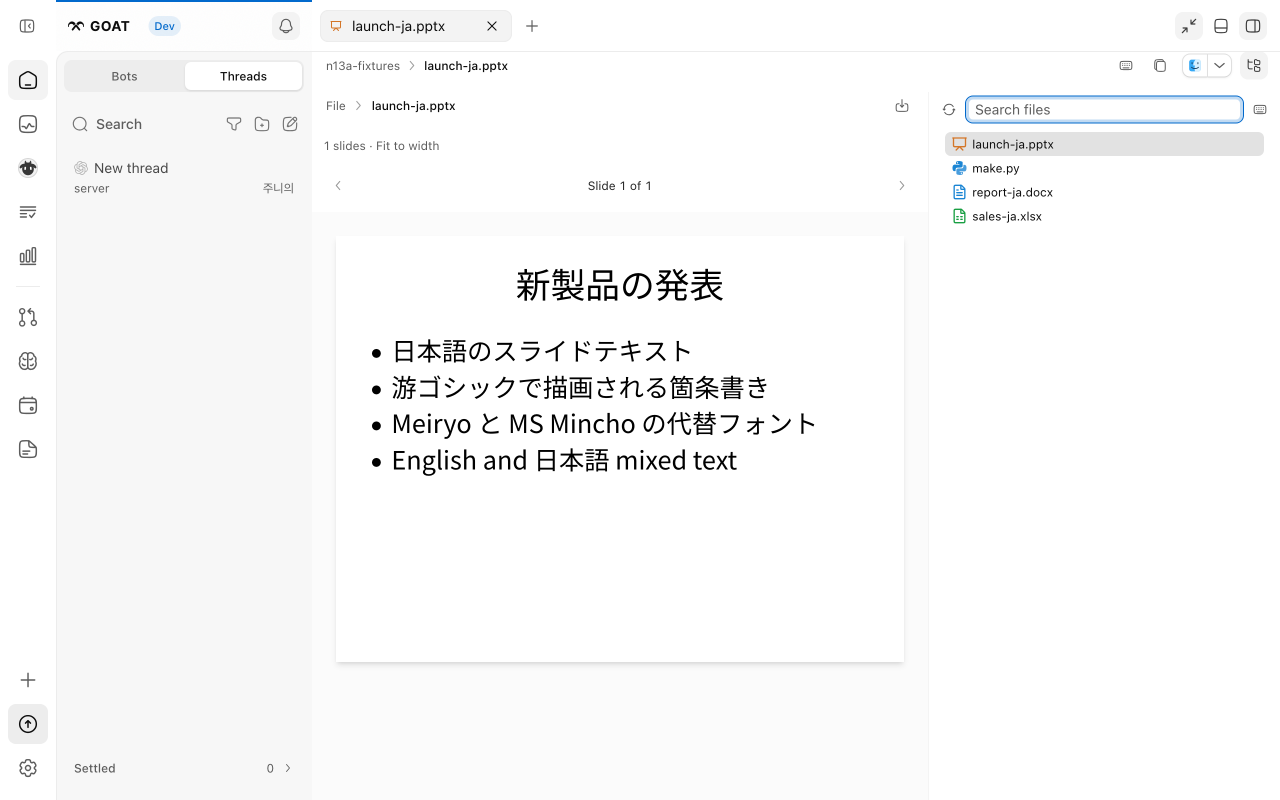 GOAT
Dev
launch-ja.pptx
n13a-fixtures
launch-ja.pptx
Bots
Threads
Search
New thread
server
주니의
Settled
0
File
launch-ja.pptx
1 slides · Fit to width
Slide 1 of 1
新製品の発表
• 日本語のスライドテキスト
• 游ゴシックで描画される箇条書き
• Meiryo と MS Mincho の代替フォント
• English and 日本語 mixed text
Search files
launch-ja.pptx
make.py
report-ja.docx
sales-ja.xlsx